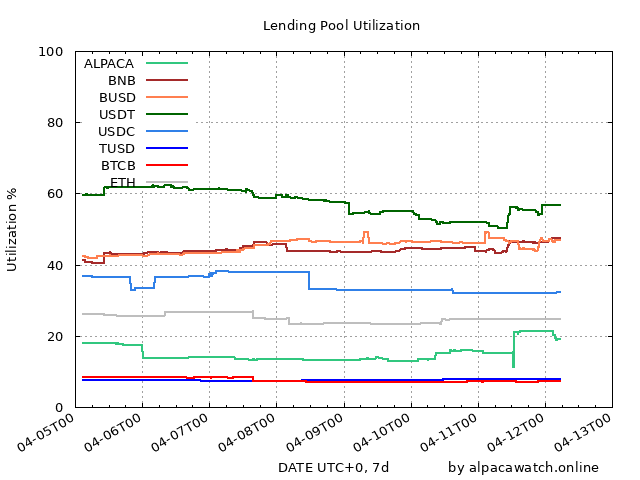 Lending Pool Utilization
100
80
60
40
20
0
Utilization %
ALPACA
BNB
BUSD
USDT
USDC
TUSD
BTCB
ETH
04-05T00
04-06T00
04-07T00
04-08T00
04-09T00
04-10T00
04-11T00
04-12T00
04-13T00
DATE UTC+0, 7d
by alpacawatch.online